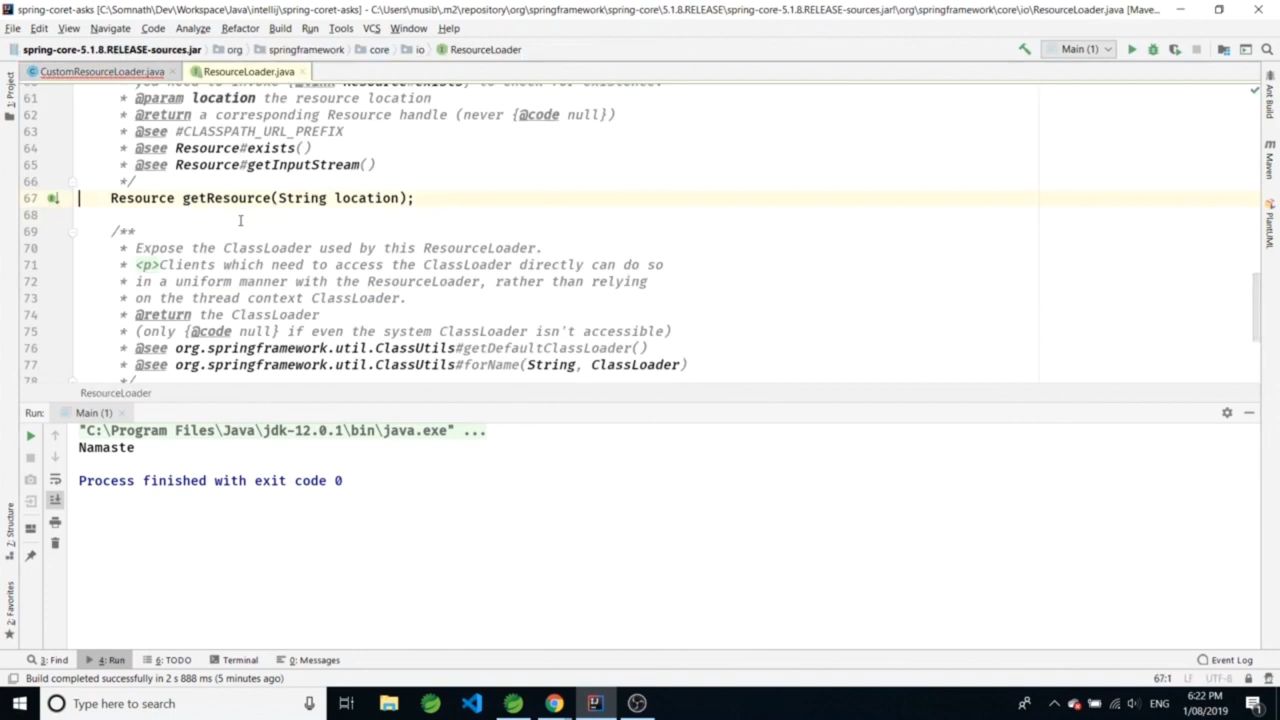 spring-coret-asks [C:\Somnath\Dev\Workspace\Java\intellij\spring-coret-asks] - C:\Users\musib\.m2\repository\org\springframework\spring-core\5.1.8.RELEASE\spring-core-5.1.8.RELEASE-sources.jar!\org\springframework\core\io\ResourceLoader.java [Mave...
File Edit View Navigate Code Analyze Refactor Build Run Tools VCS Window Help
spring-core-5.1.8.RELEASE-sources.jar org springframework core io ResourceLoader Main (1)
CustomResourceLoader.java ResourceLoader.java
61 * @param location the resource location
62 * @return a corresponding Resource handle (never {@code null})
63 * @see #CLASSPATH_URL_PREFIX
64 * @see Resource#exists()
65 * @see Resource#getInputStream()
66 */
67 Resource getResource(String location);
68
69 /**
70 * Expose the ClassLoader used by this ResourceLoader.
71 * <p>Clients which need to access the ClassLoader directly can do so
72 * in a uniform manner with the ResourceLoader, rather than relying
73 * on the thread context ClassLoader.
74 * @return the ClassLoader
75 * (only {@code null} if even the system ClassLoader isn't accessible)
76 * @see org.springframework.util.ClassUtils#getDefaultClassLoader()
77 * @see org.springframework.util.ClassUtils#forName(String, ClassLoader)
78 */
ResourceLoader
Run: Main (1)
"C:\Program Files\Java\jdk-12.0.1\bin\java.exe" ...
Namaste
Process finished with exit code 0
1: Project
Z: Structure
2: Favorites
Ant Build
Maven
PlantUML
3: Find 4: Run 6: TODO Terminal 0: Messages Event Log
Build completed successfully in 2 s 888 ms (5 minutes ago) 67:1 LF UTF-8
Type here to search ENG 6:22 PM
1/08/2019